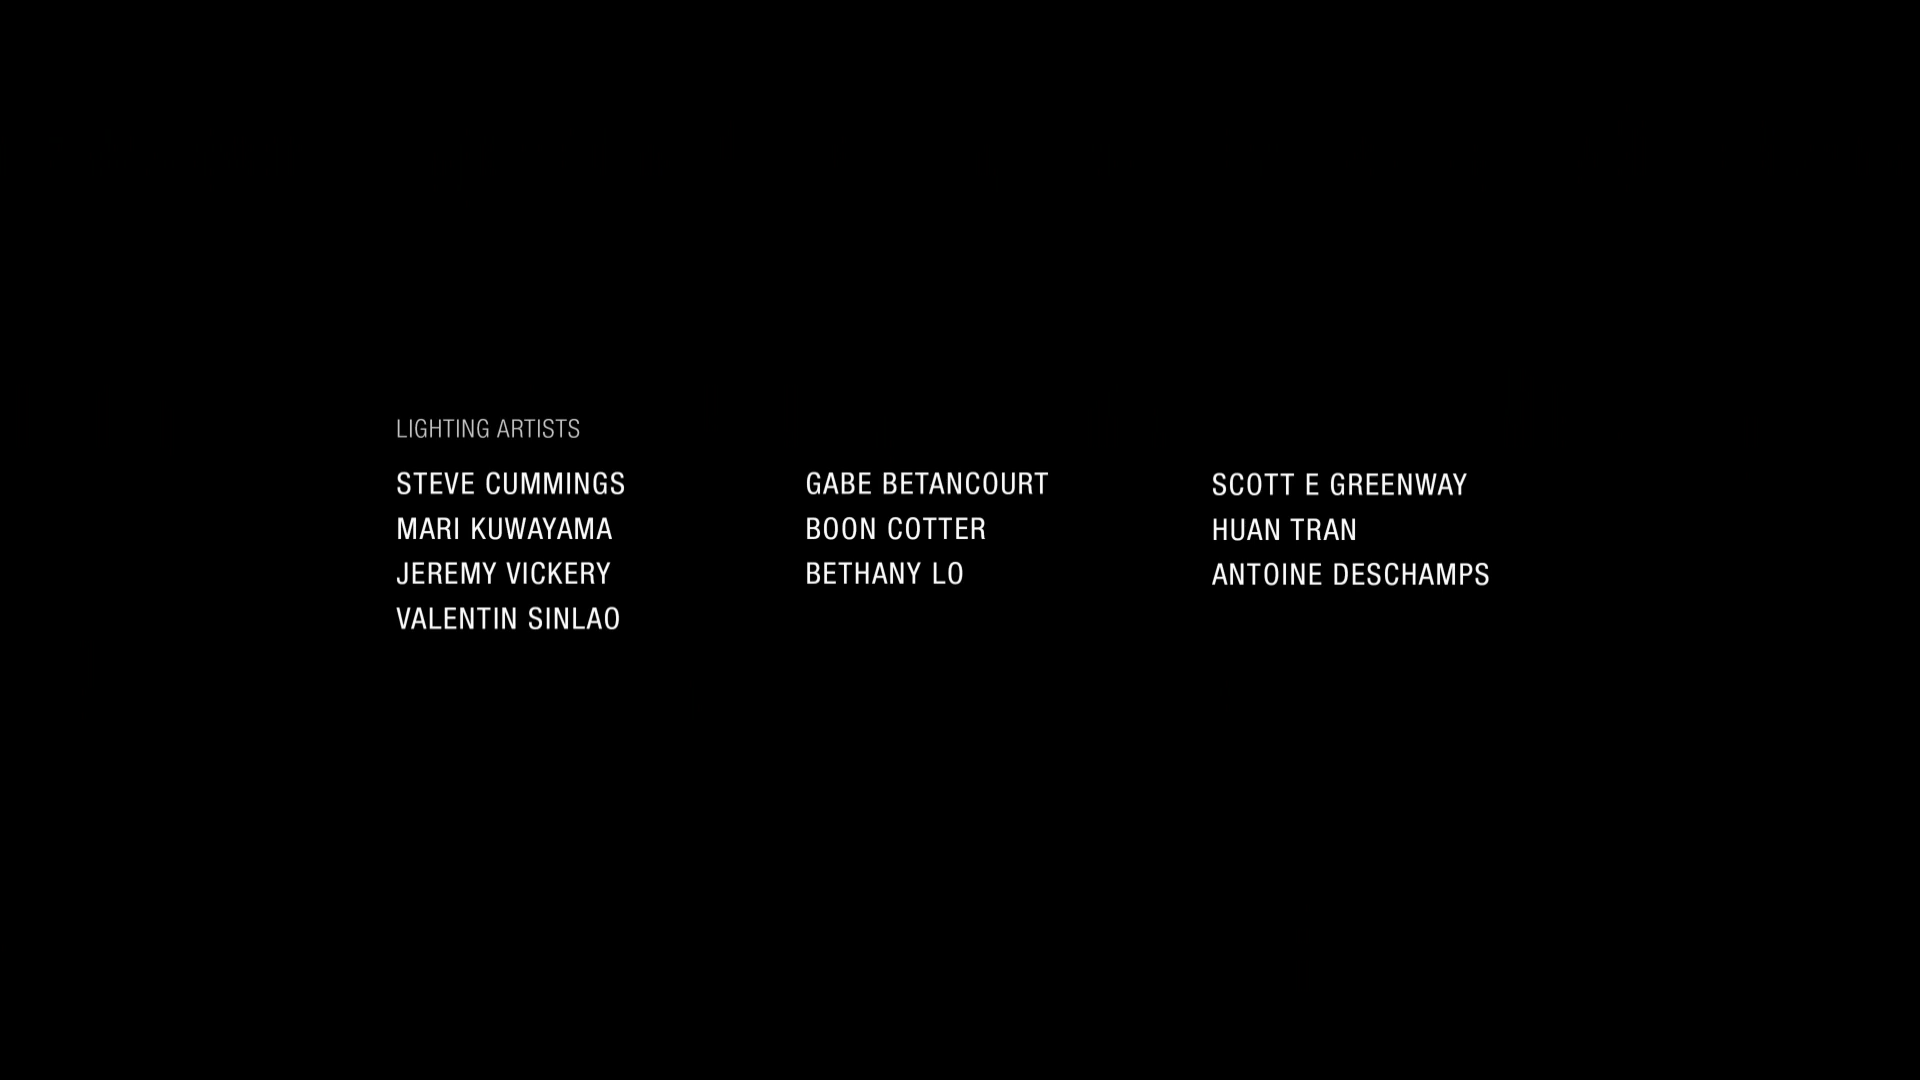 LIGHTING ARTISTS
STEVE CUMMINGS
MARI KUWAYAMA
JEREMY VICKERY
VALENTIN SINLAO
GABE BETANCOURT
BOON COTTER
BETHANY LO
SCOTT E GREENWAY
HUAN TRAN
ANTOINE DESCHAMPS